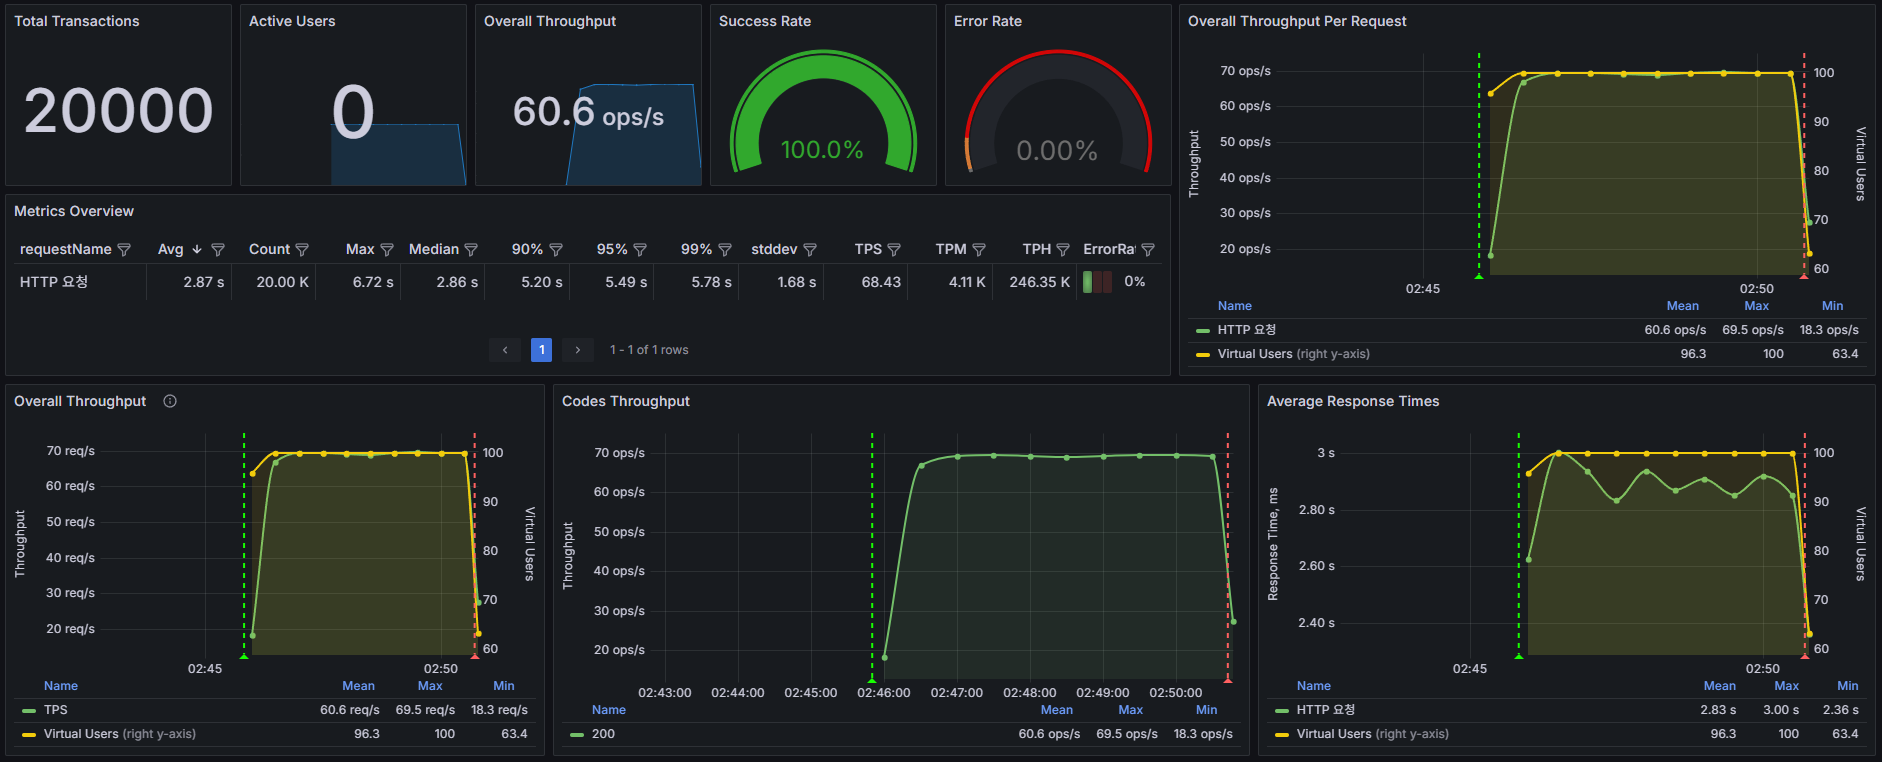 Total Transactions
20000
Active Users
0
Overall Throughput
60.6 ops/s
Success Rate
100.0%
Error Rate
0.00%
Overall Throughput Per Request
70 ops/s
60 ops/s
50 ops/s
40 ops/s
30 ops/s
20 ops/s
Throughput
100
90
80
70
60
Virtual Users
02:45 02:50
Name Mean Max Min
HTTP 요청 60.6 ops/s 69.5 ops/s 18.3 ops/s
Virtual Users (right y-axis) 96.3 100 63.4
Metrics Overview
requestName Avg Count Max Median 90% 95% 99% stddev TPS TPM TPH ErrorRa
HTTP 요청 2.87 s 20.00 K 6.72 s 2.86 s 5.20 s 5.49 s 5.78 s 1.68 s 68.43 4.11 K 246.35 K 0%
1 1 - 1 of 1 rows
Overall Throughput
70 req/s
60 req/s
50 req/s
40 req/s
30 req/s
20 req/s
Throughput
100
90
80
70
60
Virtual Users
02:45 02:50
Name Mean Max Min
TPS 60.6 req/s 69.5 req/s 18.3 req/s
Virtual Users (right y-axis) 96.3 100 63.4
Codes Throughput
70 ops/s
60 ops/s
50 ops/s
40 ops/s
30 ops/s
20 ops/s
Throughput
02:43:00 02:44:00 02:45:00 02:46:00 02:47:00 02:48:00 02:49:00 02:50:00
Name Mean Max Min
200 60.6 ops/s 69.5 ops/s 18.3 ops/s
Average Response Times
3 s
2.80 s
2.60 s
2.40 s
Response Time, ms
100
90
80
70
60
Virtual Users
02:45 02:50
Name Mean Max Min
HTTP 요청 2.83 s 3.00 s 2.36 s
Virtual Users (right y-axis) 96.3 100 63.4